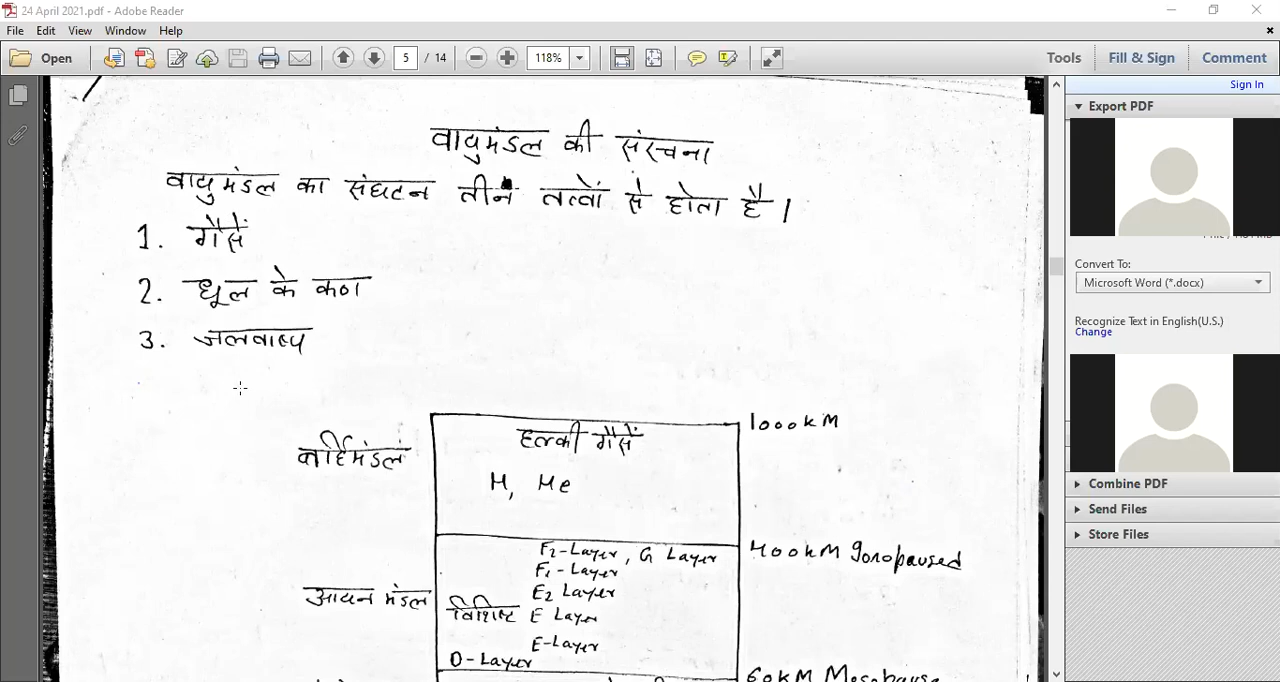 24 April 2021.pdf - Adobe Reader
File Edit View Window Help
Open 5 / 14 118% Tools Fill & Sign Comment
Sign In
Export PDF
Convert To:
Microsoft Word (*.docx)
Recognize Text in English(U.S.)
Change
Combine PDF
Send Files
Store Files
वायुमंडल की संरचना
वायुमंडल का संघटन तीन तत्वों से होता है।
1. गैसें
2. धूल के कण
3. जलवाष्प
1000KM
हल्की गैसें
बर्हिमंडल
H, He
F2-Layer, G Layer
400KM Ionopaused
F1-Layer
E2 Layer
आयन मंडल
विशिष्ट E Layer
E-Layer
D-Layer
60KM